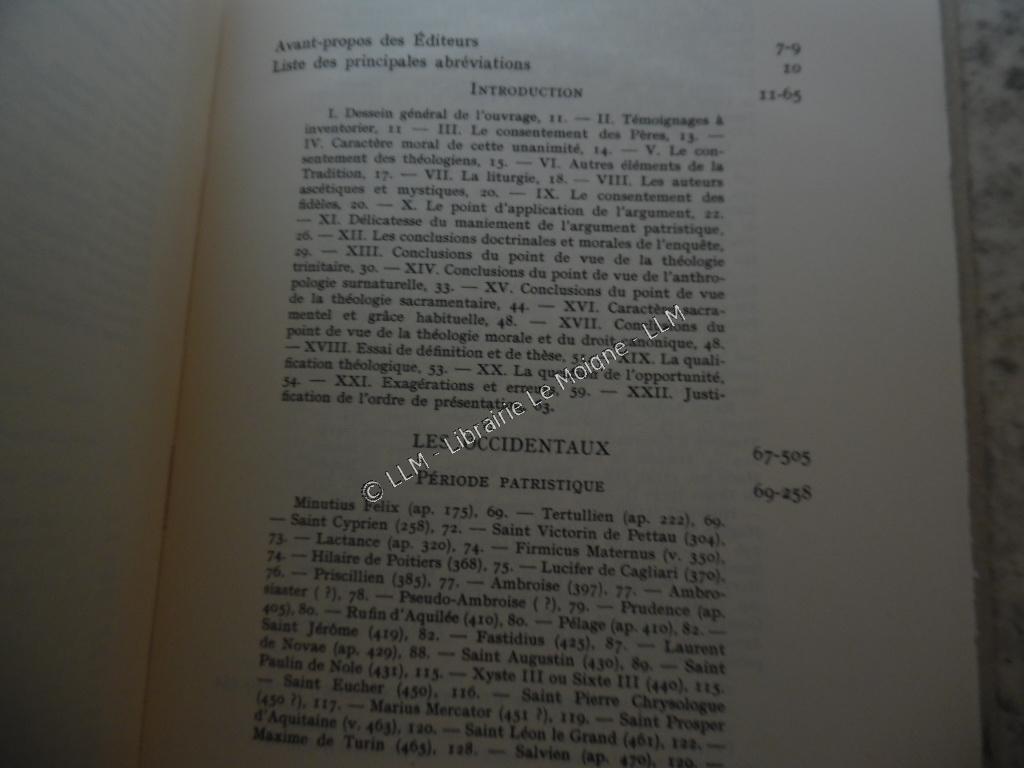 Avant-propos des Éditeurs 7-9
Liste des principales abréviations 10
INTRODUCTION 11-65
I. Dessein général de l'ouvrage, 11. — II. Témoignages à
inventorier, 11 — III. Le consentement des Pères, 13. —
IV. Caractère moral de cette unanimité, 14. — V. Le con-
sentement des théologiens, 15. — VI. Autres éléments de la
Tradition, 17. — VII. La liturgie, 18. — VIII. Les auteurs
ascétiques et mystiques, 20. — IX. Le consentement des
fidèles, 20. — X. Le point d'application de l'argument, 22.
— XI. Délicatesse du maniement de l'argument patristique,
26. — XII. Les conclusions doctrinales et morales de l'enquête,
29. — XIII. Conclusions du point de vue de la théologie
trinitaire, 30. — XIV. Conclusions du point de vue de l'anthro-
pologie surnaturelle, 33. — XV. Conclusions du point de vue
de la théologie sacramentaire, 44. — XVI. Caractère sacra-
mentel et grâce habituelle, 48. — XVII. Conclusions du
point de vue de la théologie morale et du droit canonique, 48.
— XVIII. Essai de définition et de thèse, — XIX. La quali-
fication théologique, 53. — XX. La question de l'opportunité,
54. — XXI. Exagérations et erreurs, 59. — XXII. Justi-
fication de l'ordre de présentation, 63.
LES OCCIDENTAUX 67-505
PÉRIODE PATRISTIQUE 69-258
Minutius Félix (ap. 175), 69. — Tertullien (ap. 222), 69.
— Saint Cyprien (258), 72. — Saint Victorin de Pettau (304),
73. — Lactance (ap. 320), 74. — Firmicus Maternus (v. 350),
74. — Hilaire de Poitiers (368), 75. — Lucifer de Cagliari (370),
76. — Priscillien (385), 77. — Ambroise (397), 77. — Ambro-
siaster ( ?), 78. — Pseudo-Ambroise ( ?), 79. — Prudence (ap.
405), 80. — Rufin d'Aquilée (410), 80. — Pélage (ap. 410), 82. —
Saint Jérôme (419), 82. — Fastidius (425), 87. — Laurent
de Novae (ap. 429), 88. — Saint Augustin (430), 89. — Saint
Paulin de Nole (431), 115. — Xyste III ou Sixte III (440), 115.
— Saint Eucher (450), 116. — Saint Pierre Chrysologue
(450 ?), 117. — Marius Mercator (451 ?), 119. — Saint Prosper
d'Aquitaine (v. 463), 120. — Saint Léon le Grand (461), 122. —
Maxime de Turin (465), 128. — Salvien (ap. 470), 129. —
© LLM - Librairie Le Moigne - LLM